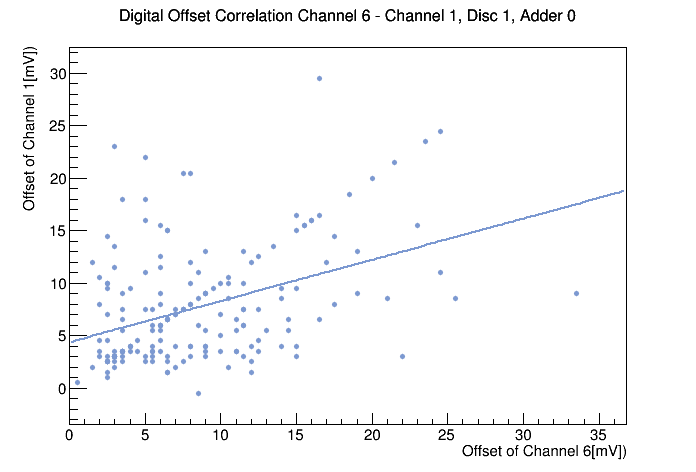 Digital Offset Correlation Channel 6 - Channel 1, Disc 1, Adder 0
Offset of Channel 1[mV])
30
25
20
15
10
5
0
0 5 10 15 20 25 30 35
Offset of Channel 6[mV])